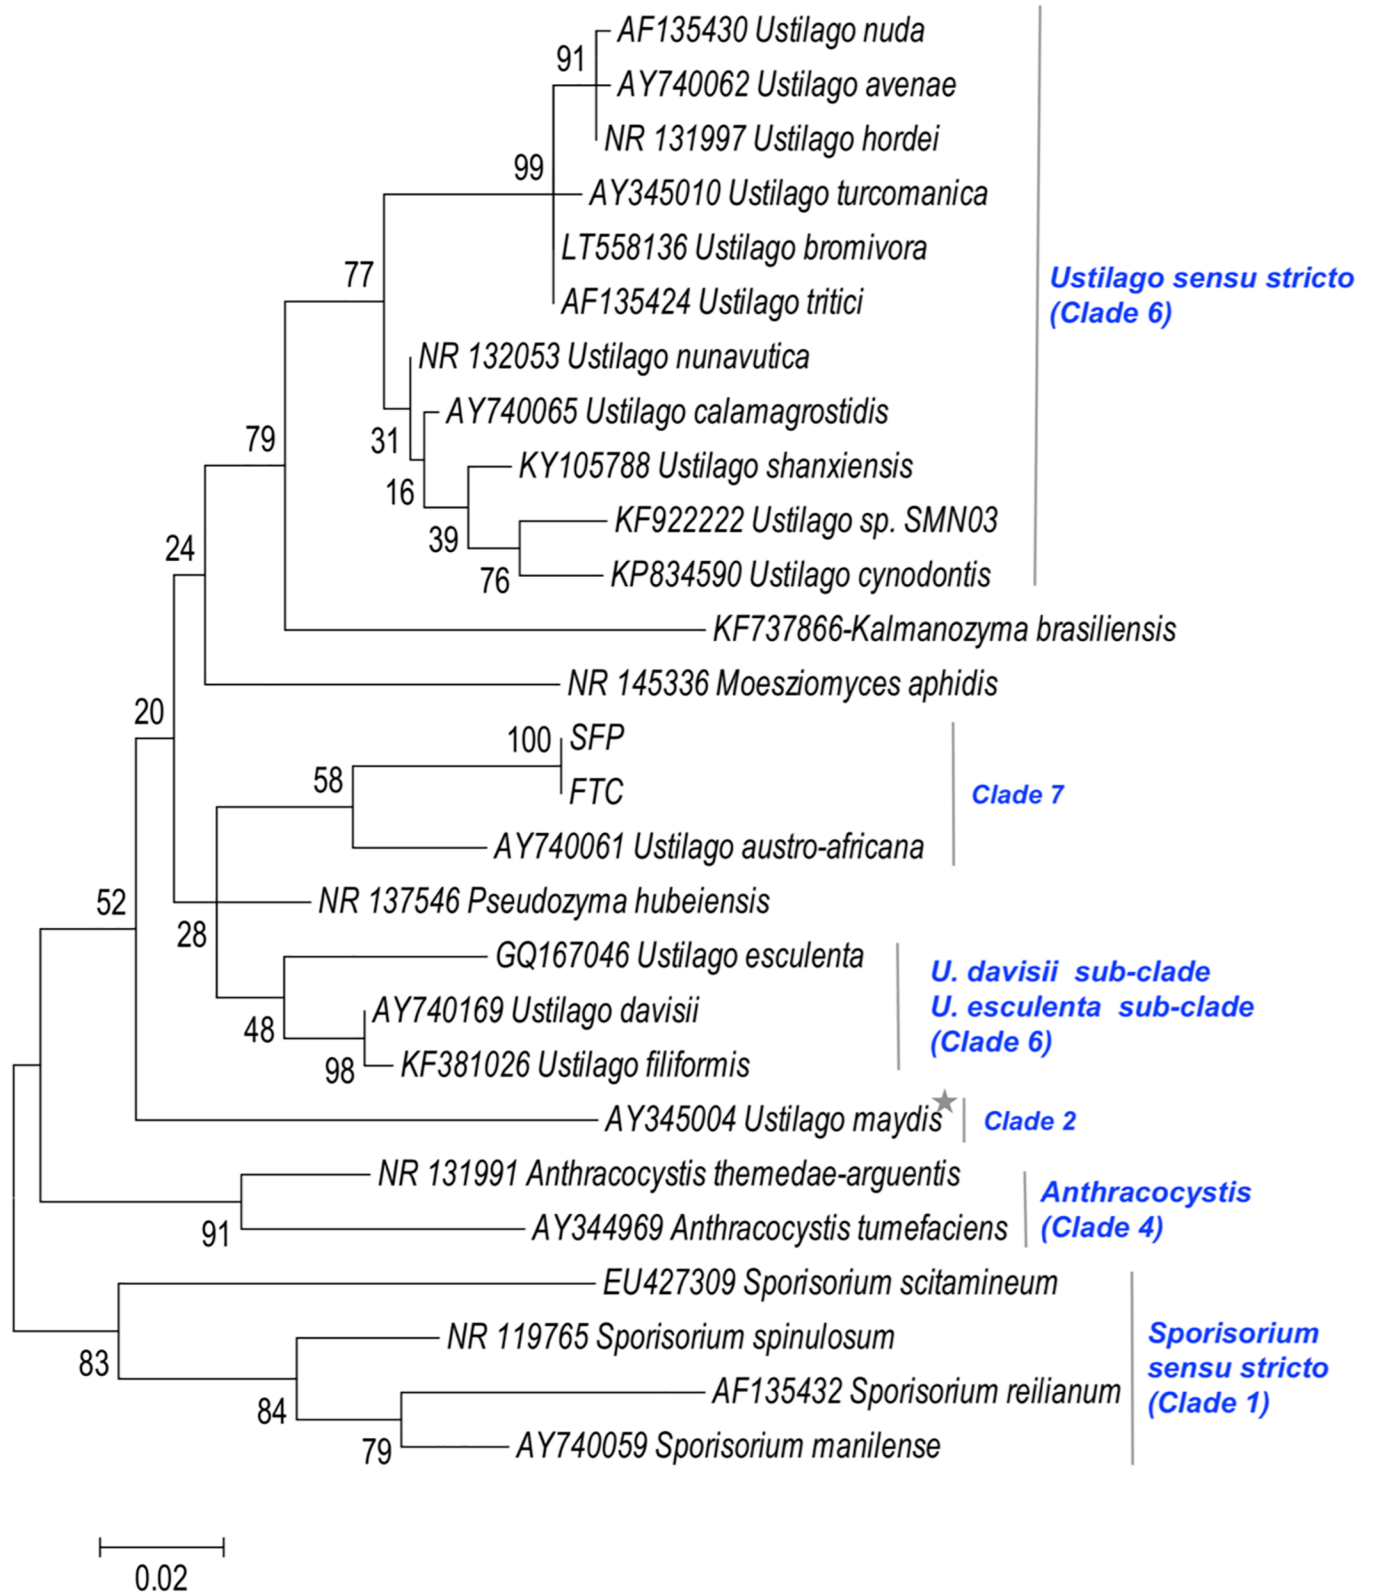 91
AF135430 Ustilago nuda
AY740062 Ustilago avenae
NR 131997 Ustilago hordei
99
AY345010 Ustilago turcomanica
LT558136 Ustilago bromivora
AF135424 Ustilago tritici
Ustilago sensu stricto
(Clade 6)
77
NR 132053 Ustilago nunavutica
AY740065 Ustilago calamagrostidis
31
79
KY105788 Ustilago shanxiensis
16
KF922222 Ustilago sp. SMN03
39
24
KP834590 Ustilago cynodontis
76
KF737866-Kalmanozyma brasiliensis
NR 145336 Moesziomyces aphidis
20
100
SFP
58
FTC
Clade 7
AY740061 Ustilago austro-africana
52
NR 137546 Pseudozyma hubeiensis
28
GQ167046 Ustilago esculenta
U. davisii sub-clade
U. esculenta sub-clade
(Clade 6)
AY740169 Ustilago davisii
48
KF381026 Ustilago filiformis
98
AY345004 Ustilago maydis
Clade 2
NR 131991 Anthracocystis themedae-arguentis
Anthracocystis
(Clade 4)
AY344969 Anthracocystis tumefaciens
91
EU427309 Sporisorium scitamineum
NR 119765 Sporisorium spinulosum
Sporisorium
sensu stricto
(Clade 1)
83
AF135432 Sporisorium reilianum
84
AY740059 Sporisorium manilense
79
0.02